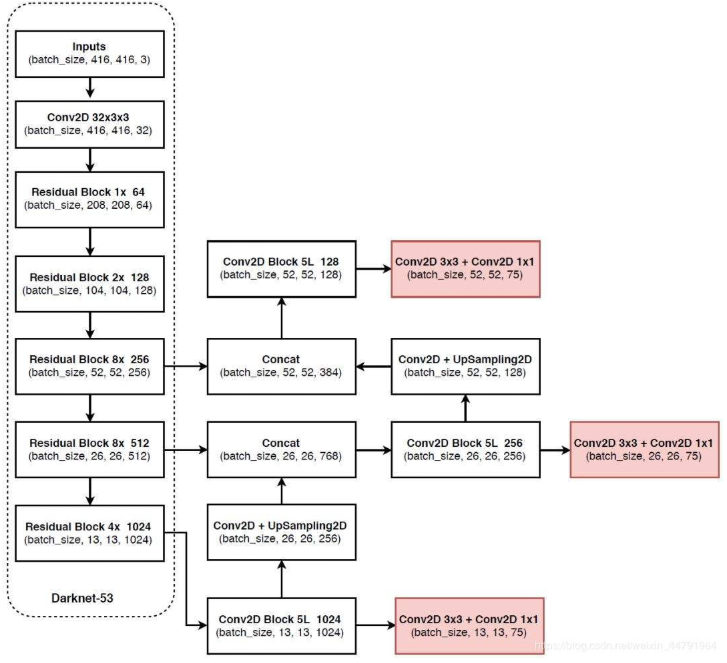 Inputs
(batch_size, 416, 416, 3)
Conv2D 32x3x3
(batch_size, 416, 416, 32)
Residual Block 1x 64
(batch_size, 208, 208, 64)
Residual Block 2x 128
(batch_size, 104, 104, 128)
Residual Block 8x 256
(batch_size, 52, 52, 256)
Residual Block 8x 512
(batch_size, 26, 26, 512)
Residual Block 4x 1024
(batch_size, 13, 13, 1024)
Darknet-53
Conv2D Block 5L 128
(batch_size, 52, 52, 128)
Conv2D 3x3 + Conv2D 1x1
(batch_size, 52, 52, 75)
Concat
(batch_size, 52, 52, 384)
Conv2D + UpSampling2D
(batch_size, 52, 52, 128)
Concat
(batch_size, 26, 26, 768)
Conv2D Block 5L 256
(batch_size, 26, 26, 256)
Conv2D 3x3 + Conv2D 1x1
(batch_size, 26, 26, 75)
Conv2D + UpSampling2D
(batch_size, 26, 26, 256)
Conv2D Block 5L 1024
(batch_size, 13, 13, 1024)
Conv2D 3x3 + Conv2D 1x1
(batch_size, 13, 13, 75)
https://blog.csdn.net/weixin_44791964